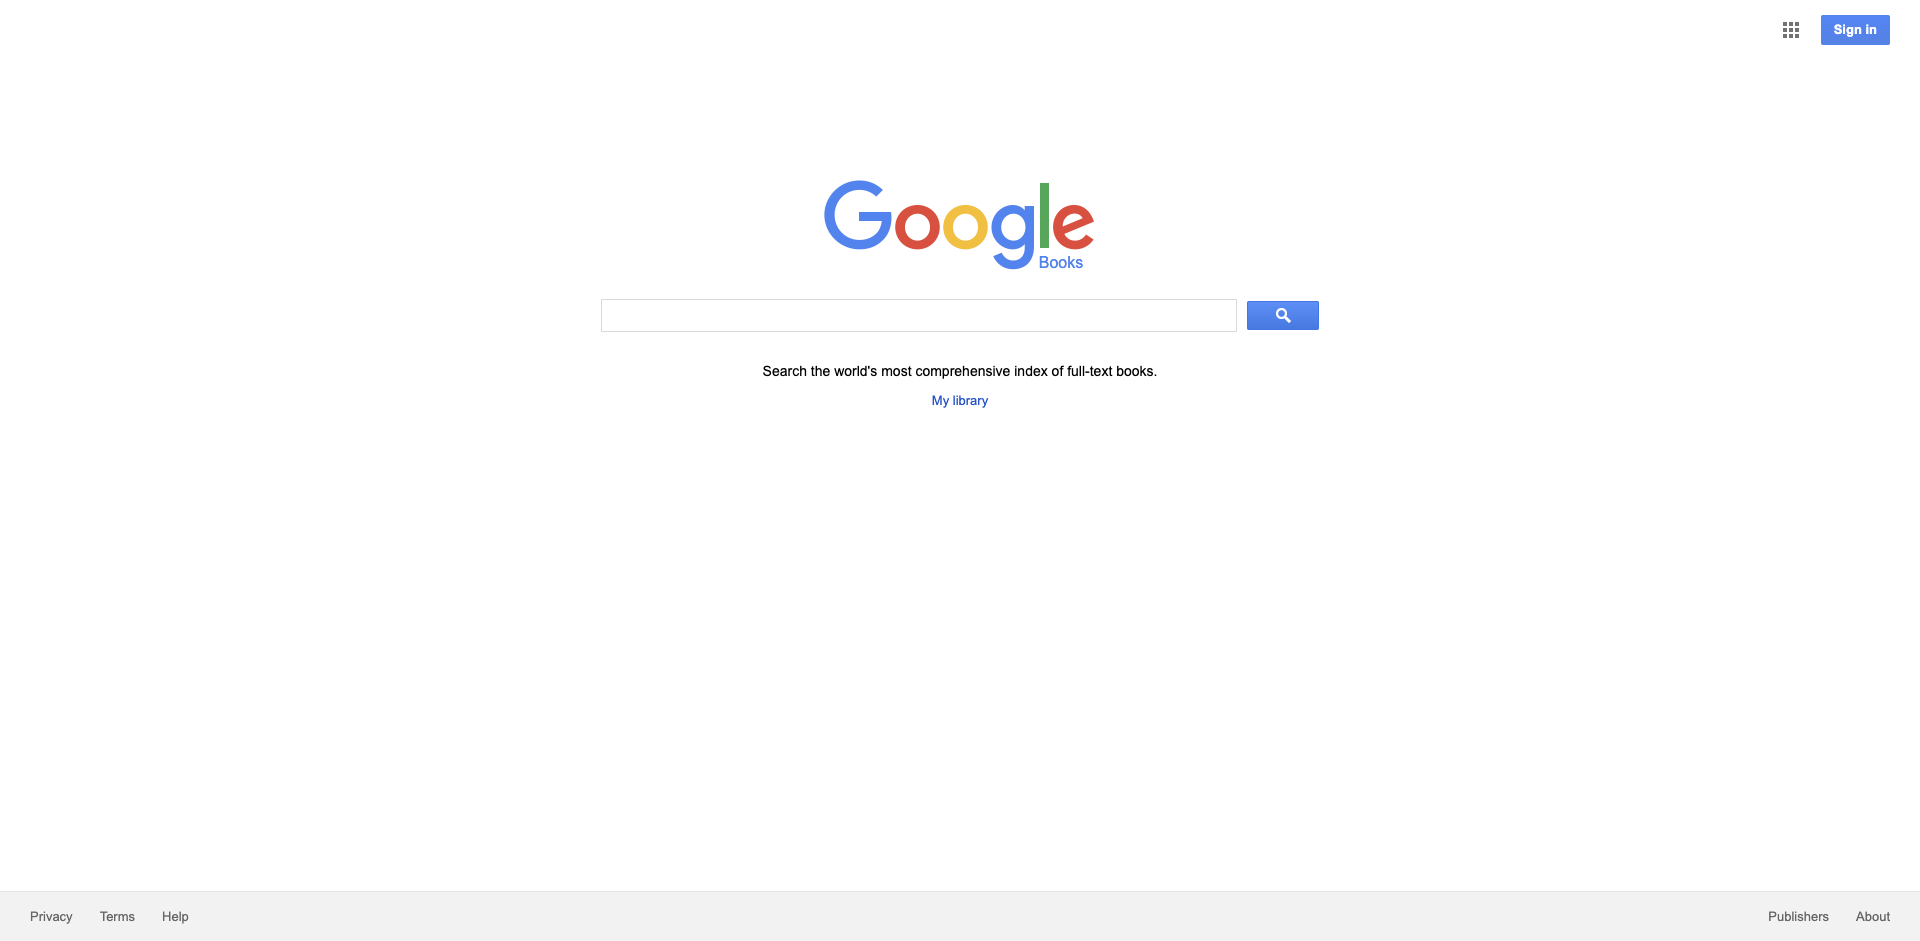 Sign in
Google
Books
Search the world's most comprehensive index of full-text books.
My library
Privacy Terms Help Publishers About